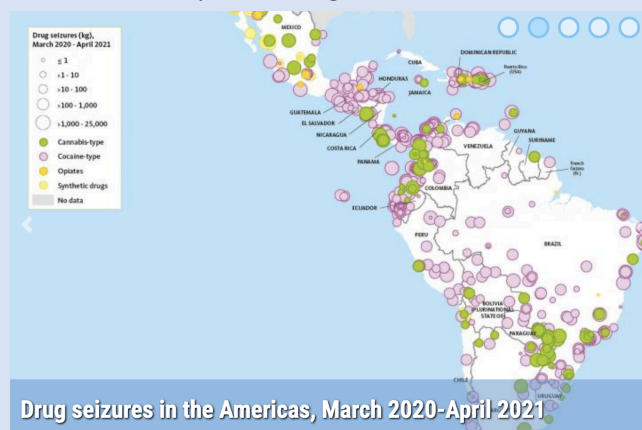 Drug seizures (kg),
March 2020 - April 2021
≤ 1
>1 - 10
>10 - 100
>100 - 1,000
>1,000 - 25,000
Cannabis-type
Cocaine-type
Opiates
Synthetic drugs
No data
MEXICO
CUBA
DOMINICAN REPUBLIC
Puerto Rico
(USA)
HONDURAS
JAMAICA
GUATEMALA
EL SALVADOR
NICARAGUA
COSTA RICA
PANAMA
VENEZUELA
GUYANA
SURINAME
French
(Fr.)
COLOMBIA
ECUADOR
PERU
BRAZIL
BOLIVIA
(PLURINATIONAL
STATE OF)
PARAGUAY
CHILE
URUGUAY
Drug seizures in the Americas, March 2020-April 2021